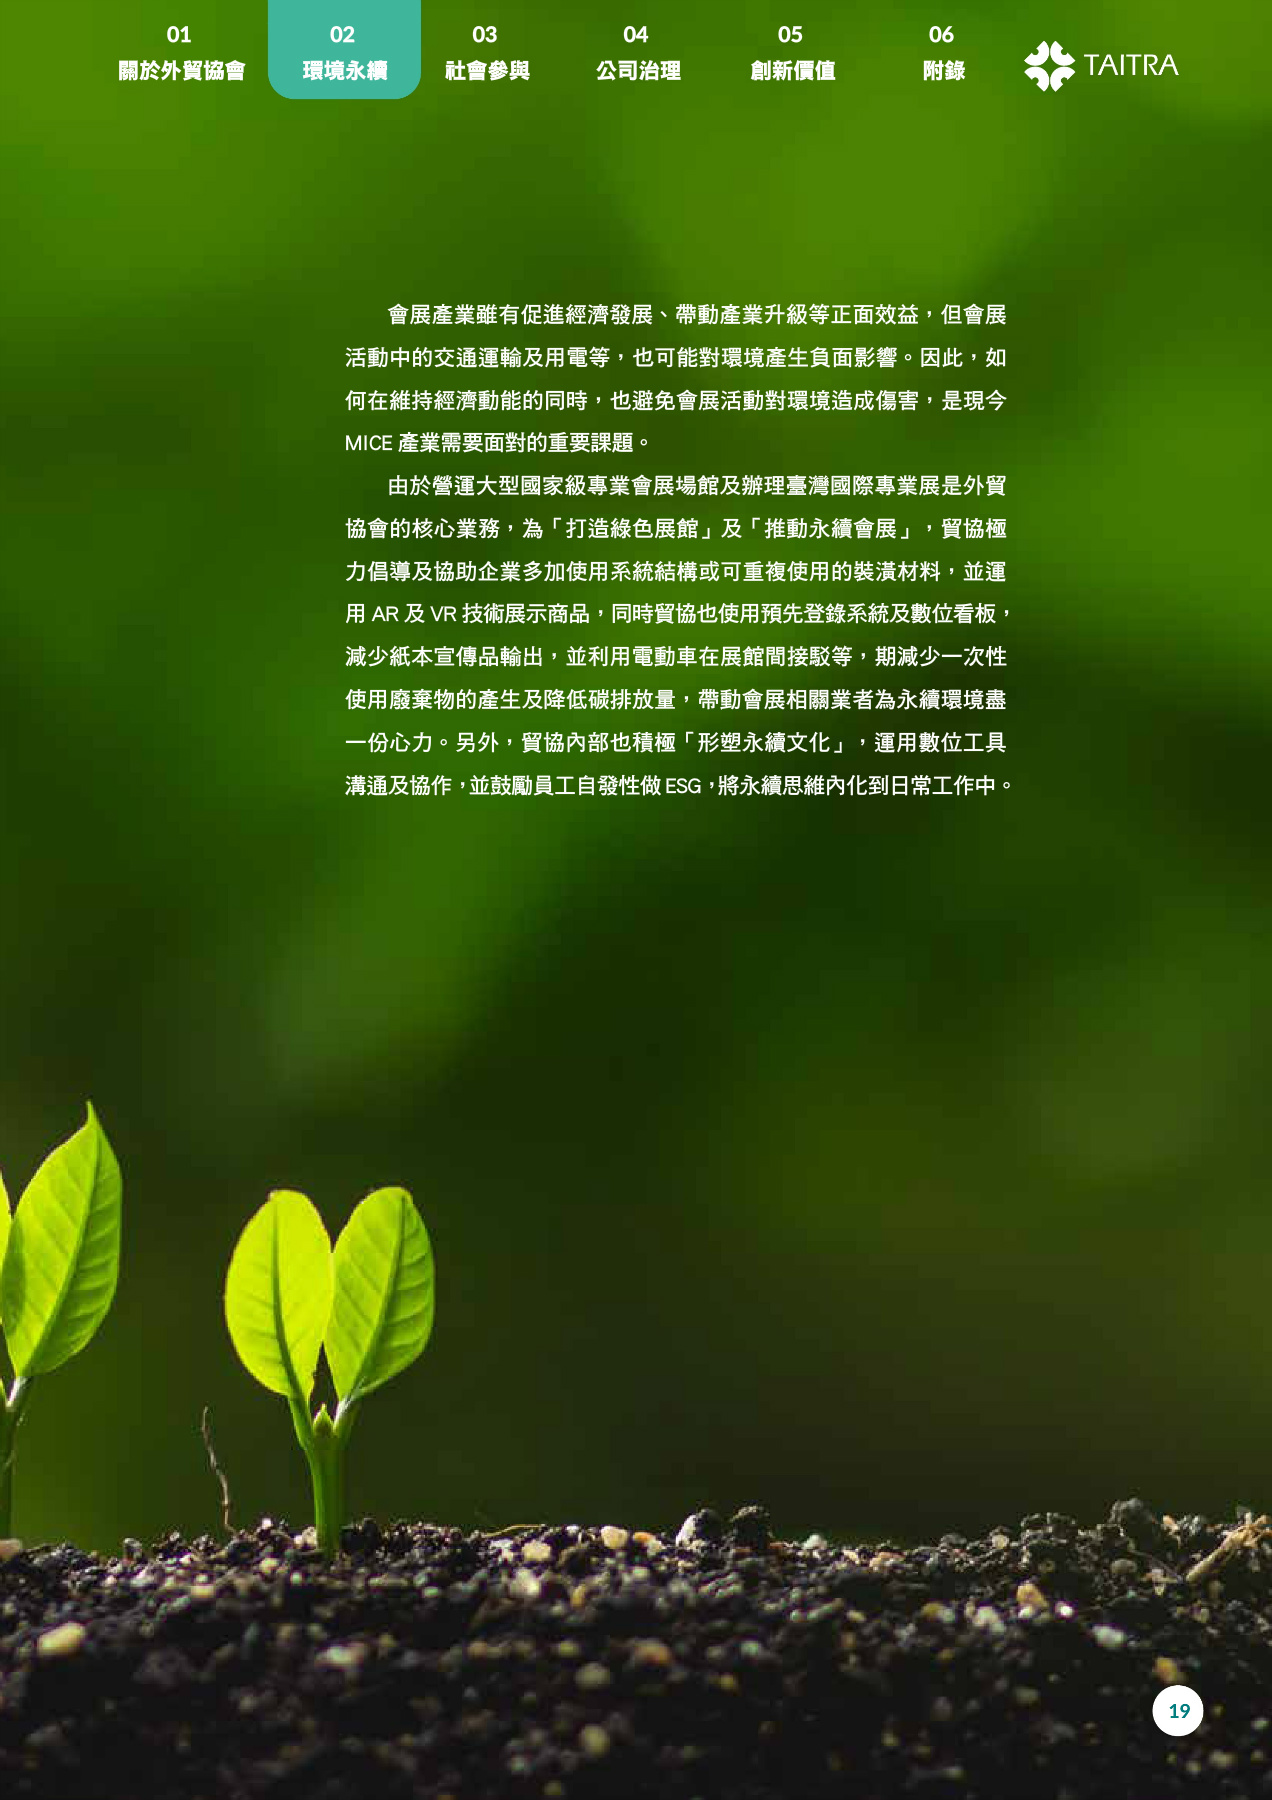 01
關於外貿協會
02
環境永續
03
社會參與
04
公司治理
05
創新價值
06
附錄
TAITRA
會展產業雖有促進經濟發展、帶動產業升級等正面效益，但會展
活動中的交通運輸及用電等，也可能對環境產生負面影響。因此，如
何在維持經濟動能的同時，也避免會展活動對環境造成傷害，是現今
MICE 產業需要面對的重要課題。
由於營運大型國家級專業會展場館及辦理臺灣國際專業展是外貿
協會的核心業務，為「打造綠色展館」及「推動永續會展」，貿協極
力倡導及協助企業多加使用系統結構或可重複使用的裝潢材料，並運
用 AR 及 VR 技術展示商品，同時貿協也使用預先登錄系統及數位看板，
減少紙本宣傳品輸出，並利用電動車在展館間接駁等，期減少一次性
使用廢棄物的產生及降低碳排放量，帶動會展相關業者為永續環境盡
一份心力。另外，貿協內部也積極「形塑永續文化」，運用數位工具
溝通及協作，並鼓勵員工自發性做 ESG，將永續思維內化到日常工作中。
19